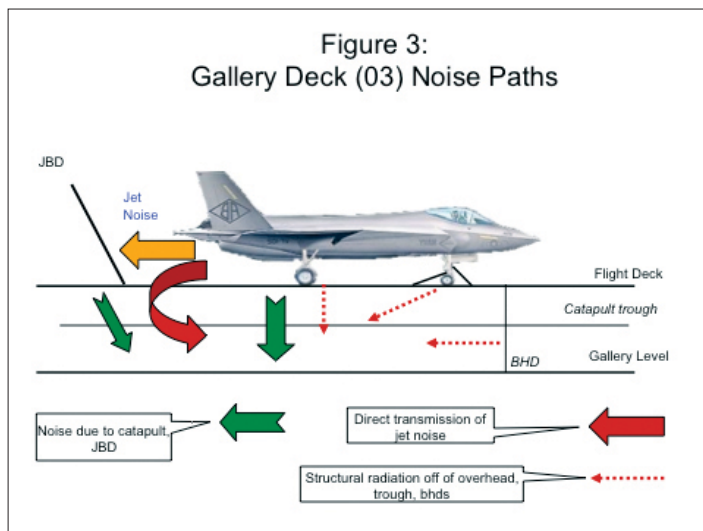 Figure 3:
Gallery Deck (03) Noise Paths
JBD
Jet
Noise
Flight Deck
Catapult trough
Gallery Level
BHD
Noise due to catapult,
JBD
Direct transmission of
jet noise
Structural radiation off of overhead,
trough, bhds